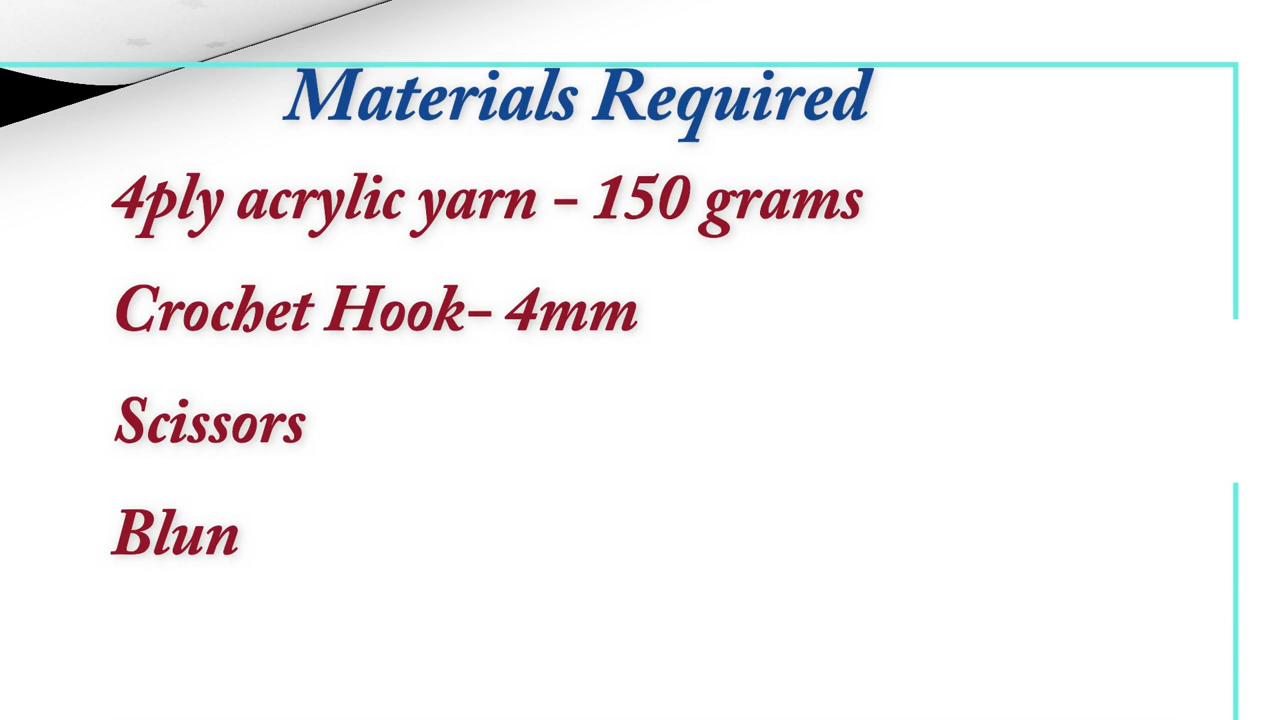 Materials Required
4ply acrylic yarn - 150 grams
Crochet Hook- 4mm
Scissors
Blun